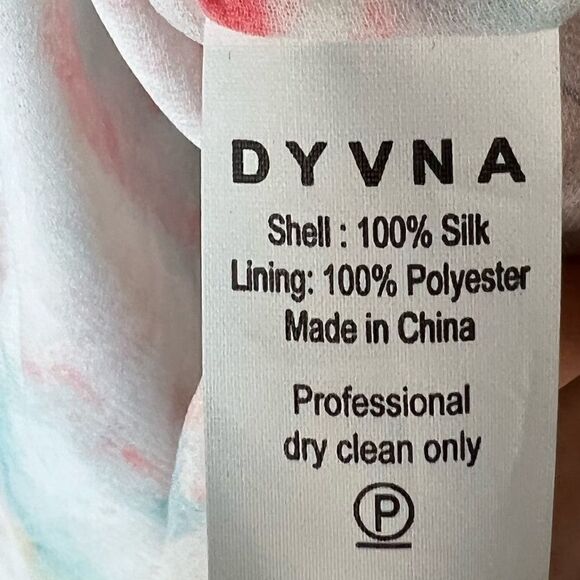 DYVNA
Shell : 100% Silk
Lining: 100% Polyester
Made in China
Professional
dry clean only
P